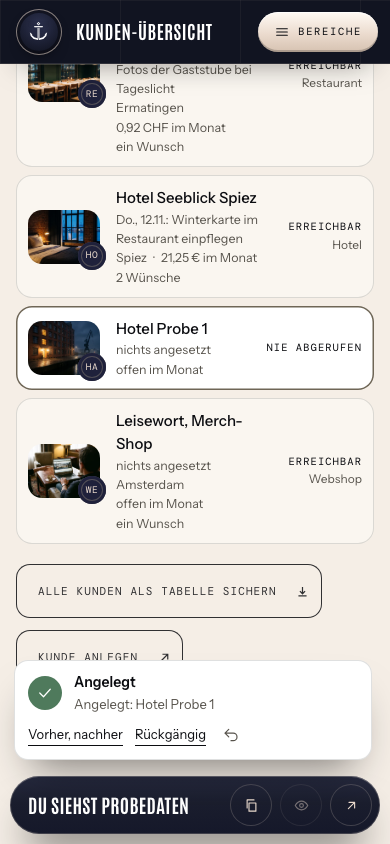 KUNDEN-ÜBERSICHT
BEREICHE
Fotos der Gaststube bei
Tageslicht
Ermatingen
0,92 CHF im Monat
ein Wunsch
RE
ERREICHBAR
Restaurant
Hotel Seeblick Spiez
Do., 12.11.: Winterkarte im
Restaurant einpflegen
Spiez · 21,25 € im Monat
2 Wünsche
HO
ERREICHBAR
Hotel
Hotel Probe 1
nichts angesetzt
offen im Monat
HA
NIE ABGERUFEN
Leisewort, Merch-
Shop
nichts angesetzt
Amsterdam
offen im Monat
ein Wunsch
WE
ERREICHBAR
Webshop
ALLE KUNDEN ALS TABELLE SICHERN
KUNDE ANLEGEN
Angelegt
Angelegt: Hotel Probe 1
Vorher, nachher Rückgängig
DU SIEHST PROBEDATEN